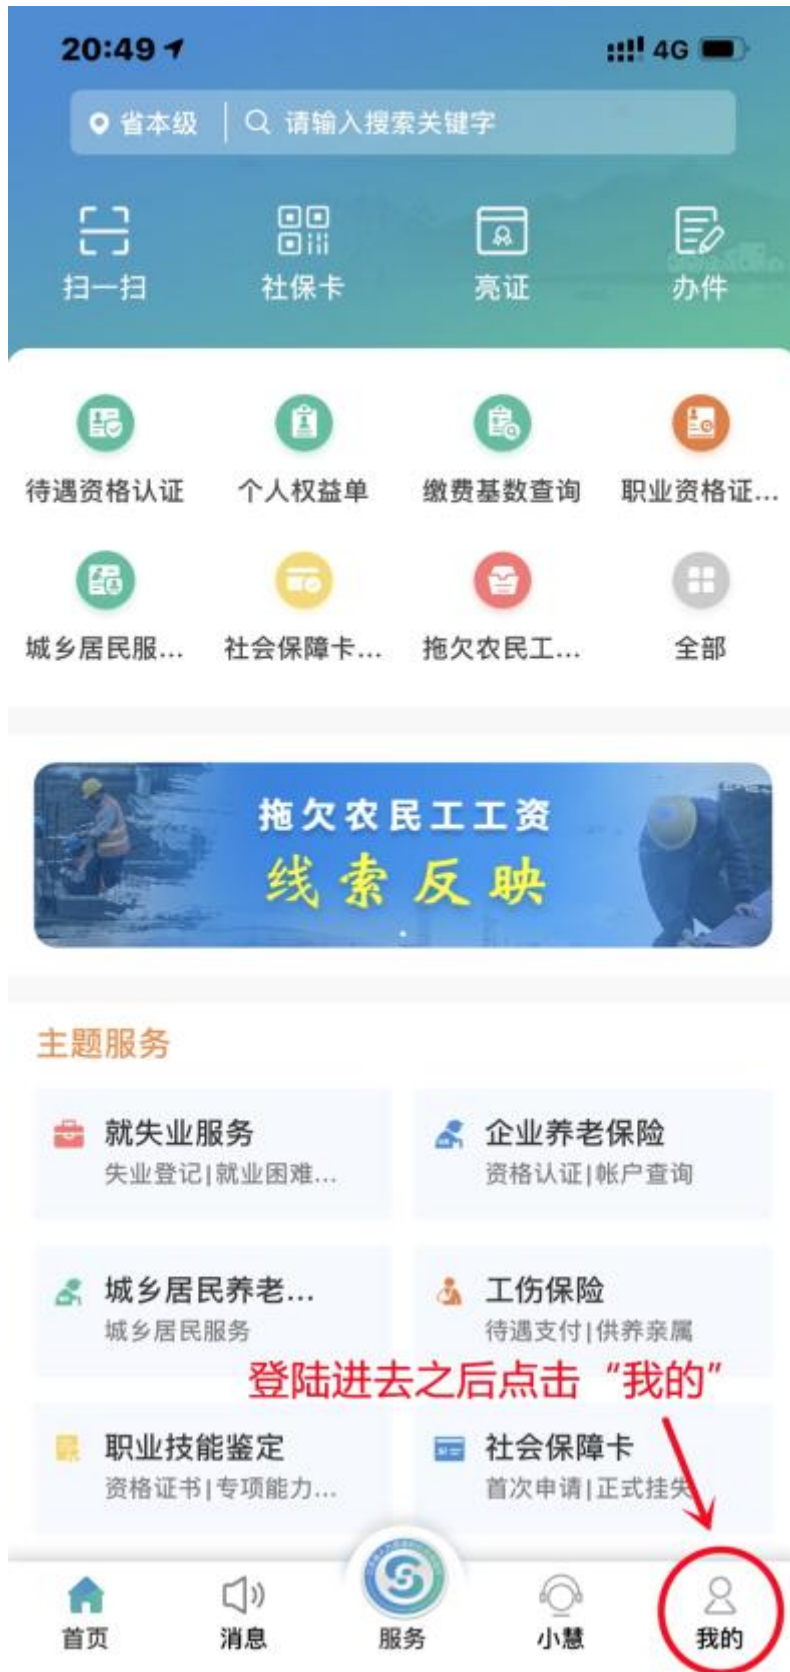 20:49 4G
省本级 请输入搜索关键字
扫一扫 社保卡 亮证 办件
待遇资格认证 个人权益单 缴费基数查询 职业资格证...
城乡居民服... 社会保障卡... 拖欠农民工... 全部
拖欠农民工工资
线索反映
主题服务
就失业服务 企业养老保险
失业登记|就业困难... 资格认证|帐户查询
城乡居民养老... 工伤保险
城乡居民服务 待遇支付|供养亲属
登陆进去之后点击“我的”
职业技能鉴定 社会保障卡
资格证书|专项能力... 首次申请|正式挂失
首页 消息 服务 小慧 我的